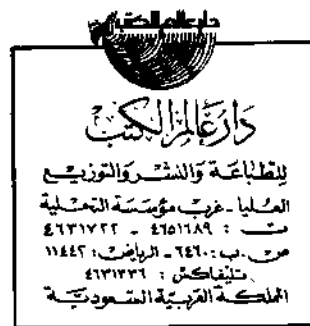 دار عالم الكتب
دار عالم الكتب
للطباعة والنشر والتوزيع
العليا - غرب مؤسسة التحلية
ت : ٤٦٥١٦٨٩ - ٤٦٣١٧٢٢
ص.ب: ٦٤٦٠ - الرياض: ١١٤٤٢
تليفاكس : ٤٦٣١٣٣٦
المملكة العربية السعودية